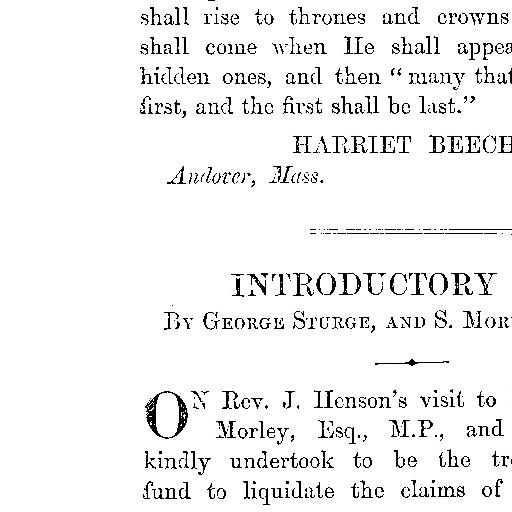 shall rise to thrones and crowns
shall come when He shall appea
hidden ones, and then “many that
first, and the first shall be last.”
HARRIET BEECH
Andover, Mass.
INTRODUCTORY
By George Sturge, and S. Mor
ON Rev. J. Henson’s visit to
Morley, Esq., M.P., and
kindly undertook to be the tr
fund to liquidate the claims of